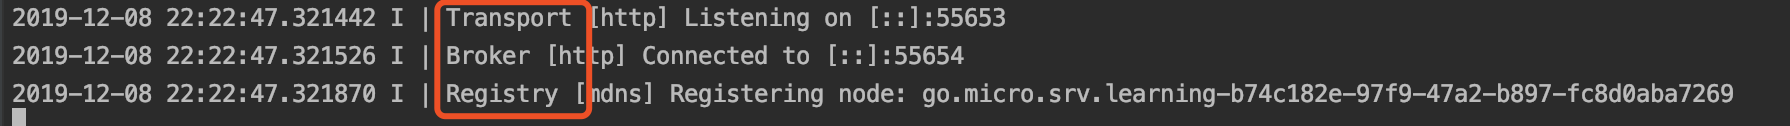 2019-12-08 22:22:47.321442 I | Transport [http] Listening on [::]:55653
2019-12-08 22:22:47.321526 I | Broker [http] Connected to [::]:55654
2019-12-08 22:22:47.321870 I | Registry [mdns] Registering node: go.micro.srv.learning-b74c182e-97f9-47a2-b897-fc8d0aba7269